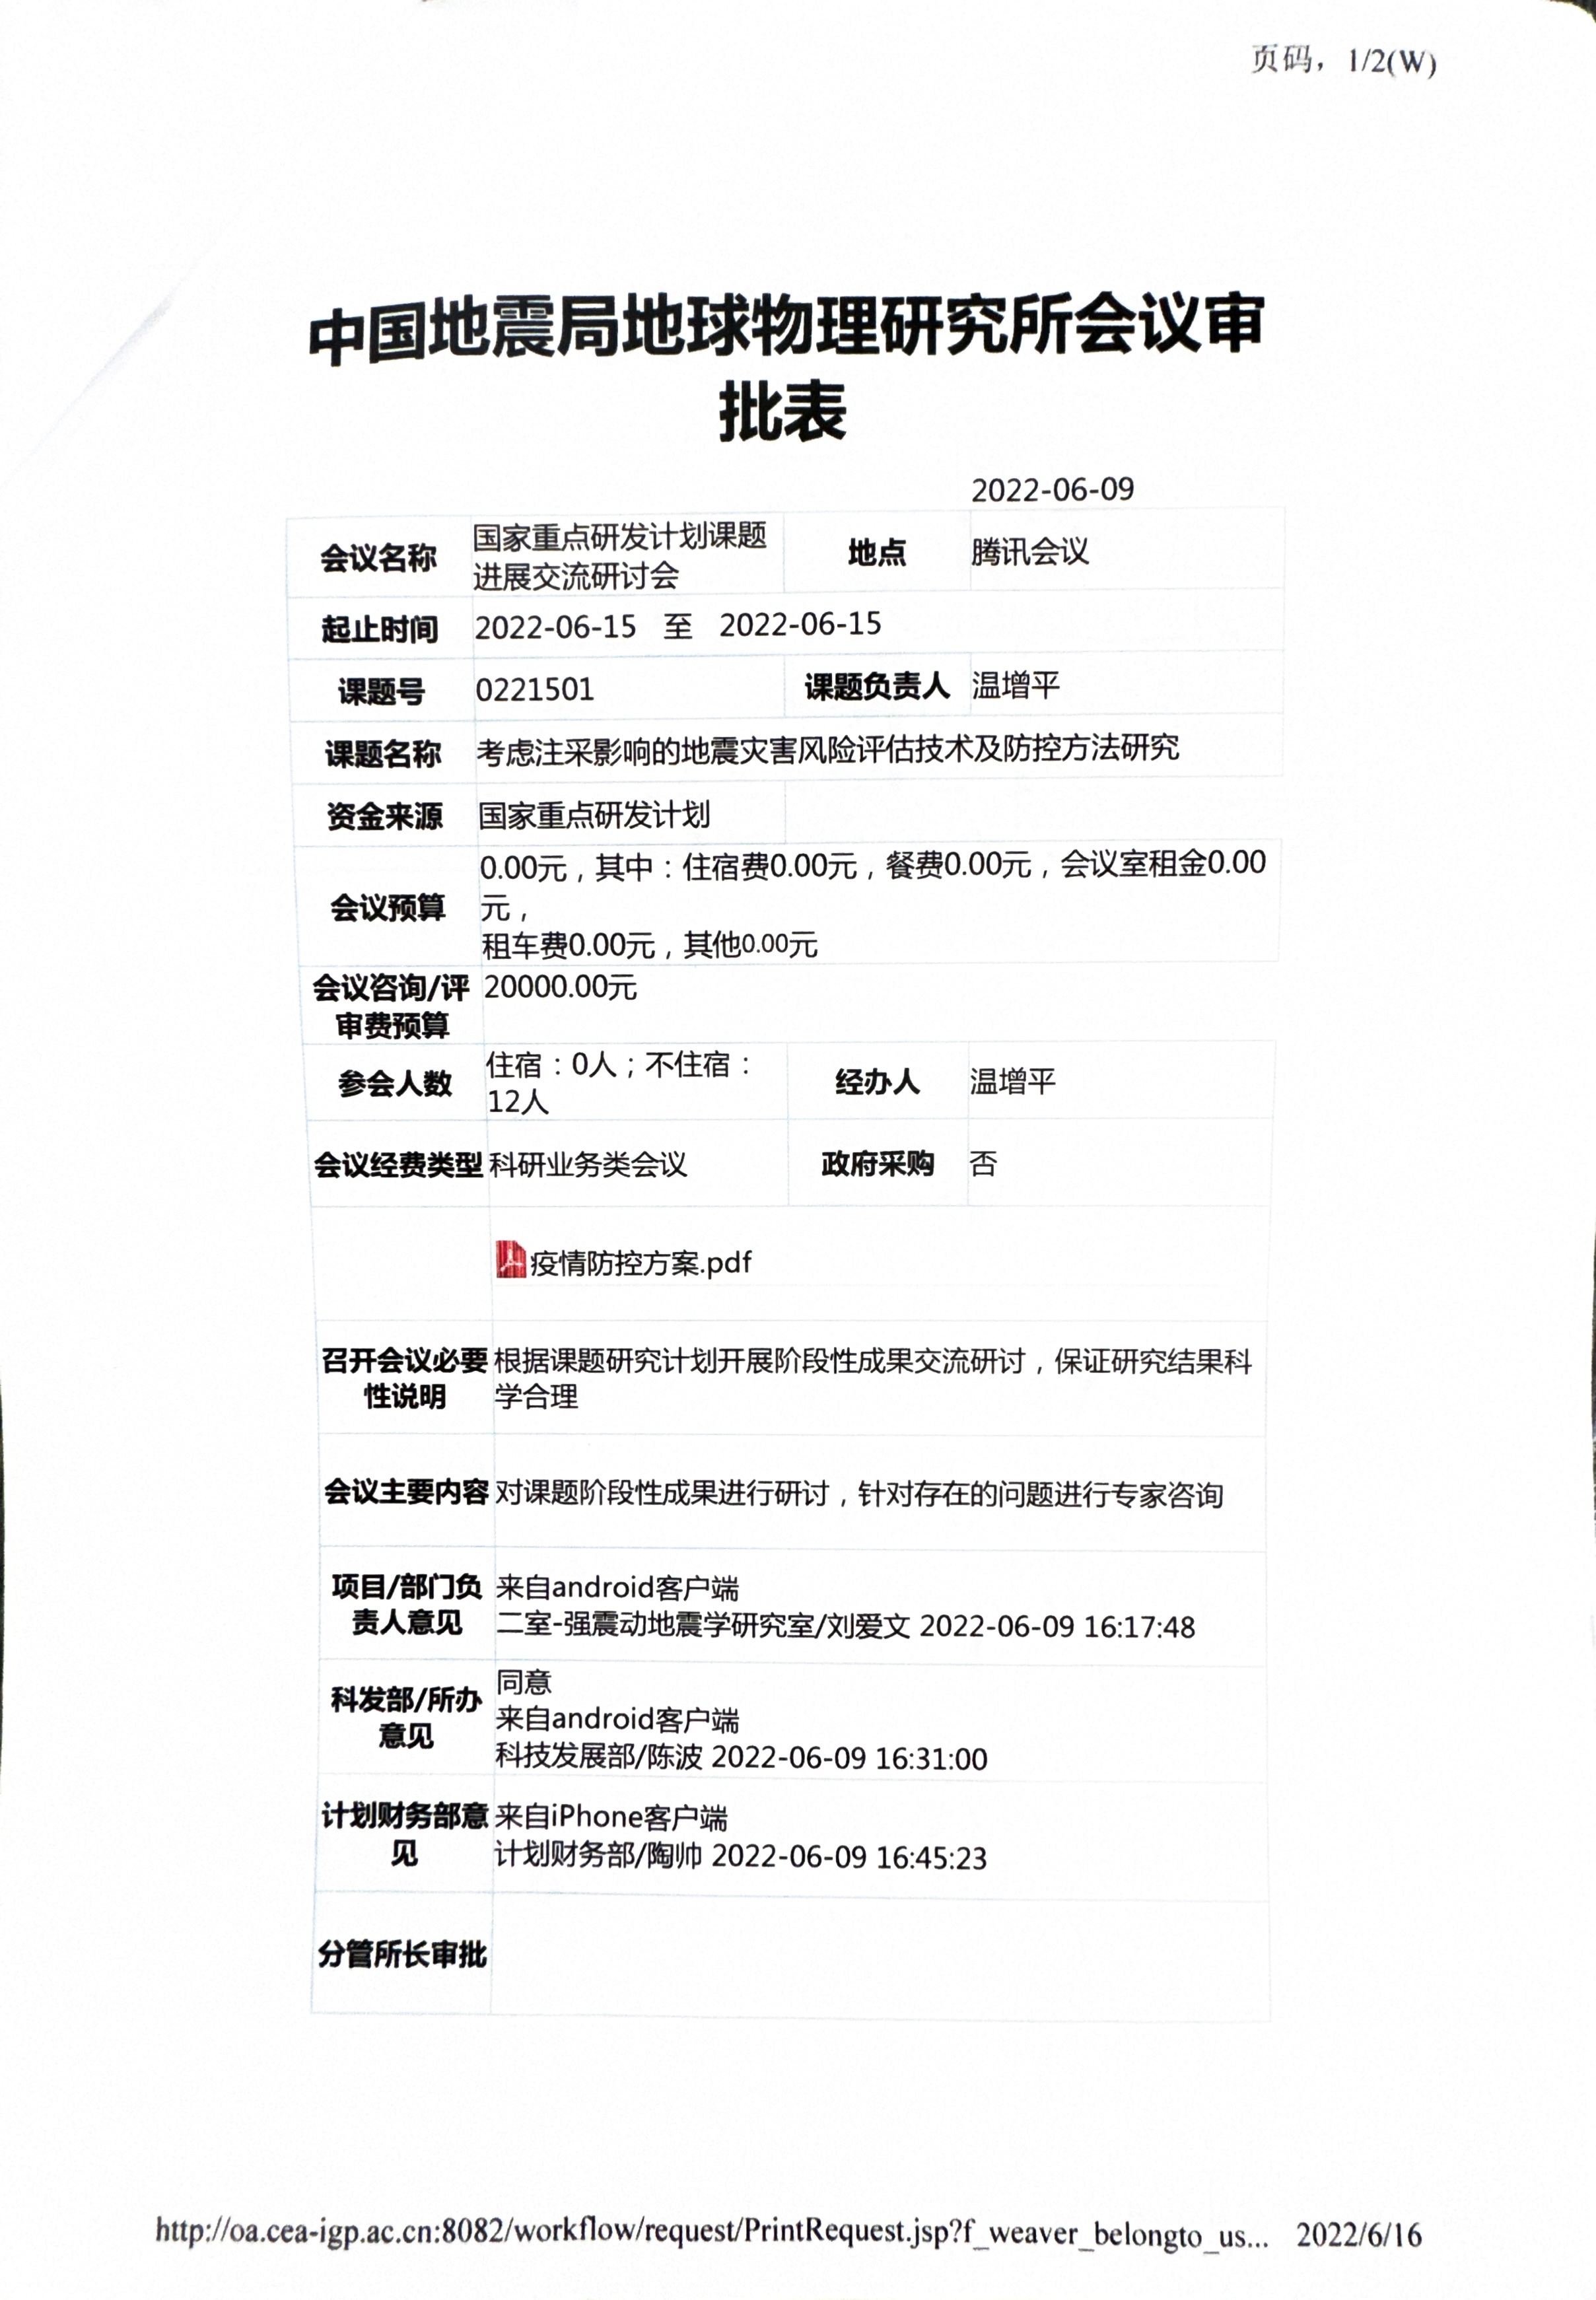 页码，1/2(W)
中国地震局地球物理研究所会议审
批表
2022-06-09
会议名称 国家重点研发计划课题
进展交流研讨会 地点 腾讯会议
起止时间 2022-06-15 至 2022-06-15
课题号 0221501 课题负责人 温增平
课题名称 考虑注采影响的地震灾害风险评估技术及防控方法研究
资金来源 国家重点研发计划
会议预算 0.00元，其中：住宿费0.00元，餐费0.00元，会议室租金0.00
元，
租车费0.00元，其他0.00元
会议咨询/评 20000.00元
审费预算
参会人数 住宿：0人；不住宿：
12人 经办人 温增平
会议经费类型 科研业务类会议 政府采购 否
疫情防控方案.pdf
召开会议必要 根据课题研究计划开展阶段性成果交流研讨，保证研究结果科
性说明 学合理
会议主要内容 对课题阶段性成果进行研讨，针对存在的问题进行专家咨询
项目/部门负 来自android客户端
责人意见 二室-强震动地震学研究室/刘爱文 2022-06-09 16:17:48
同意
科发部/所办 来自android客户端
意见 科技发展部/陈波 2022-06-09 16:31:00
计划财务部意 来自iPhone客户端
见 计划财务部/陶帅 2022-06-09 16:45:23
分管所长审批
http://oa.cea-igp.ac.cn:8082/workflow/request/PrintRequest.jsp?f_weaver_belongto_us... 2022/6/16